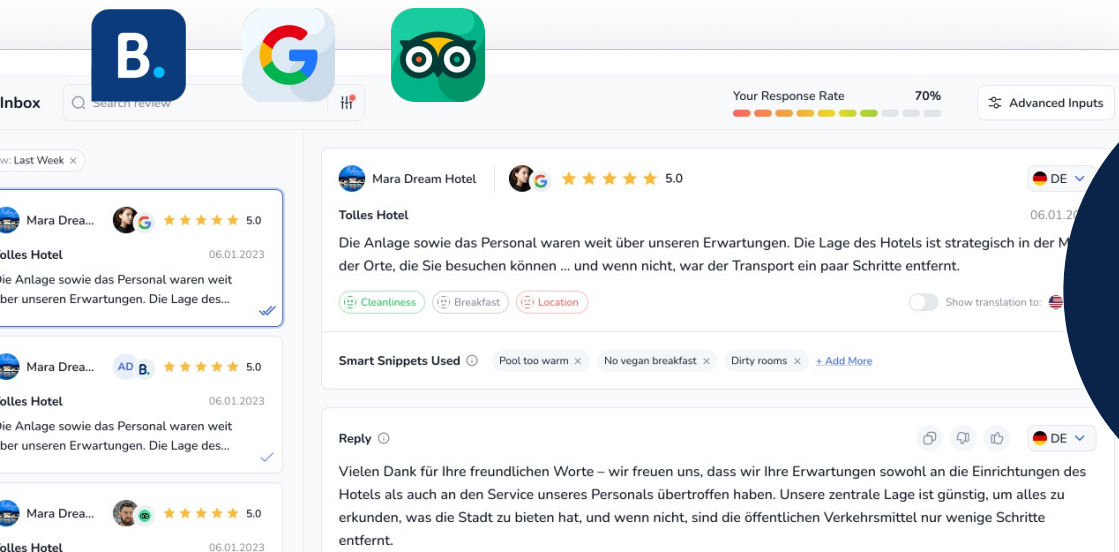 B.
G
Inbox
Search review
Your Response Rate 70%
Advanced Inputs
w: Last Week ×
Mara Drea... G 5.0
olles Hotel 06.01.2023
Die Anlage sowie das Personal waren weit
ber unseren Erwartungen. Die Lage des...
Mara Drea... AD B. 5.0
olles Hotel 06.01.2023
Die Anlage sowie das Personal waren weit
ber unseren Erwartungen. Die Lage des...
Mara Drea... 5.0
olles Hotel 06.01.2023
Mara Dream Hotel G 5.0 DE
Tolles Hotel 06.01.20
Die Anlage sowie das Personal waren weit über unseren Erwartungen. Die Lage des Hotels ist strategisch in der M
der Orte, die Sie besuchen können ... und wenn nicht, war der Transport ein paar Schritte entfernt.
Cleanliness Breakfast Location Show translation to:
Smart Snippets Used Pool too warm × No vegan breakfast × Dirty rooms × + Add More
Reply DE
Vielen Dank für Ihre freundlichen Worte – wir freuen uns, dass wir Ihre Erwartungen sowohl an die Einrichtungen des
Hotels als auch an den Service unseres Personals übertroffen haben. Unsere zentrale Lage ist günstig, um alles zu
erkunden, was die Stadt zu bieten hat, und wenn nicht, sind die öffentlichen Verkehrsmittel nur wenige Schritte
entfernt.